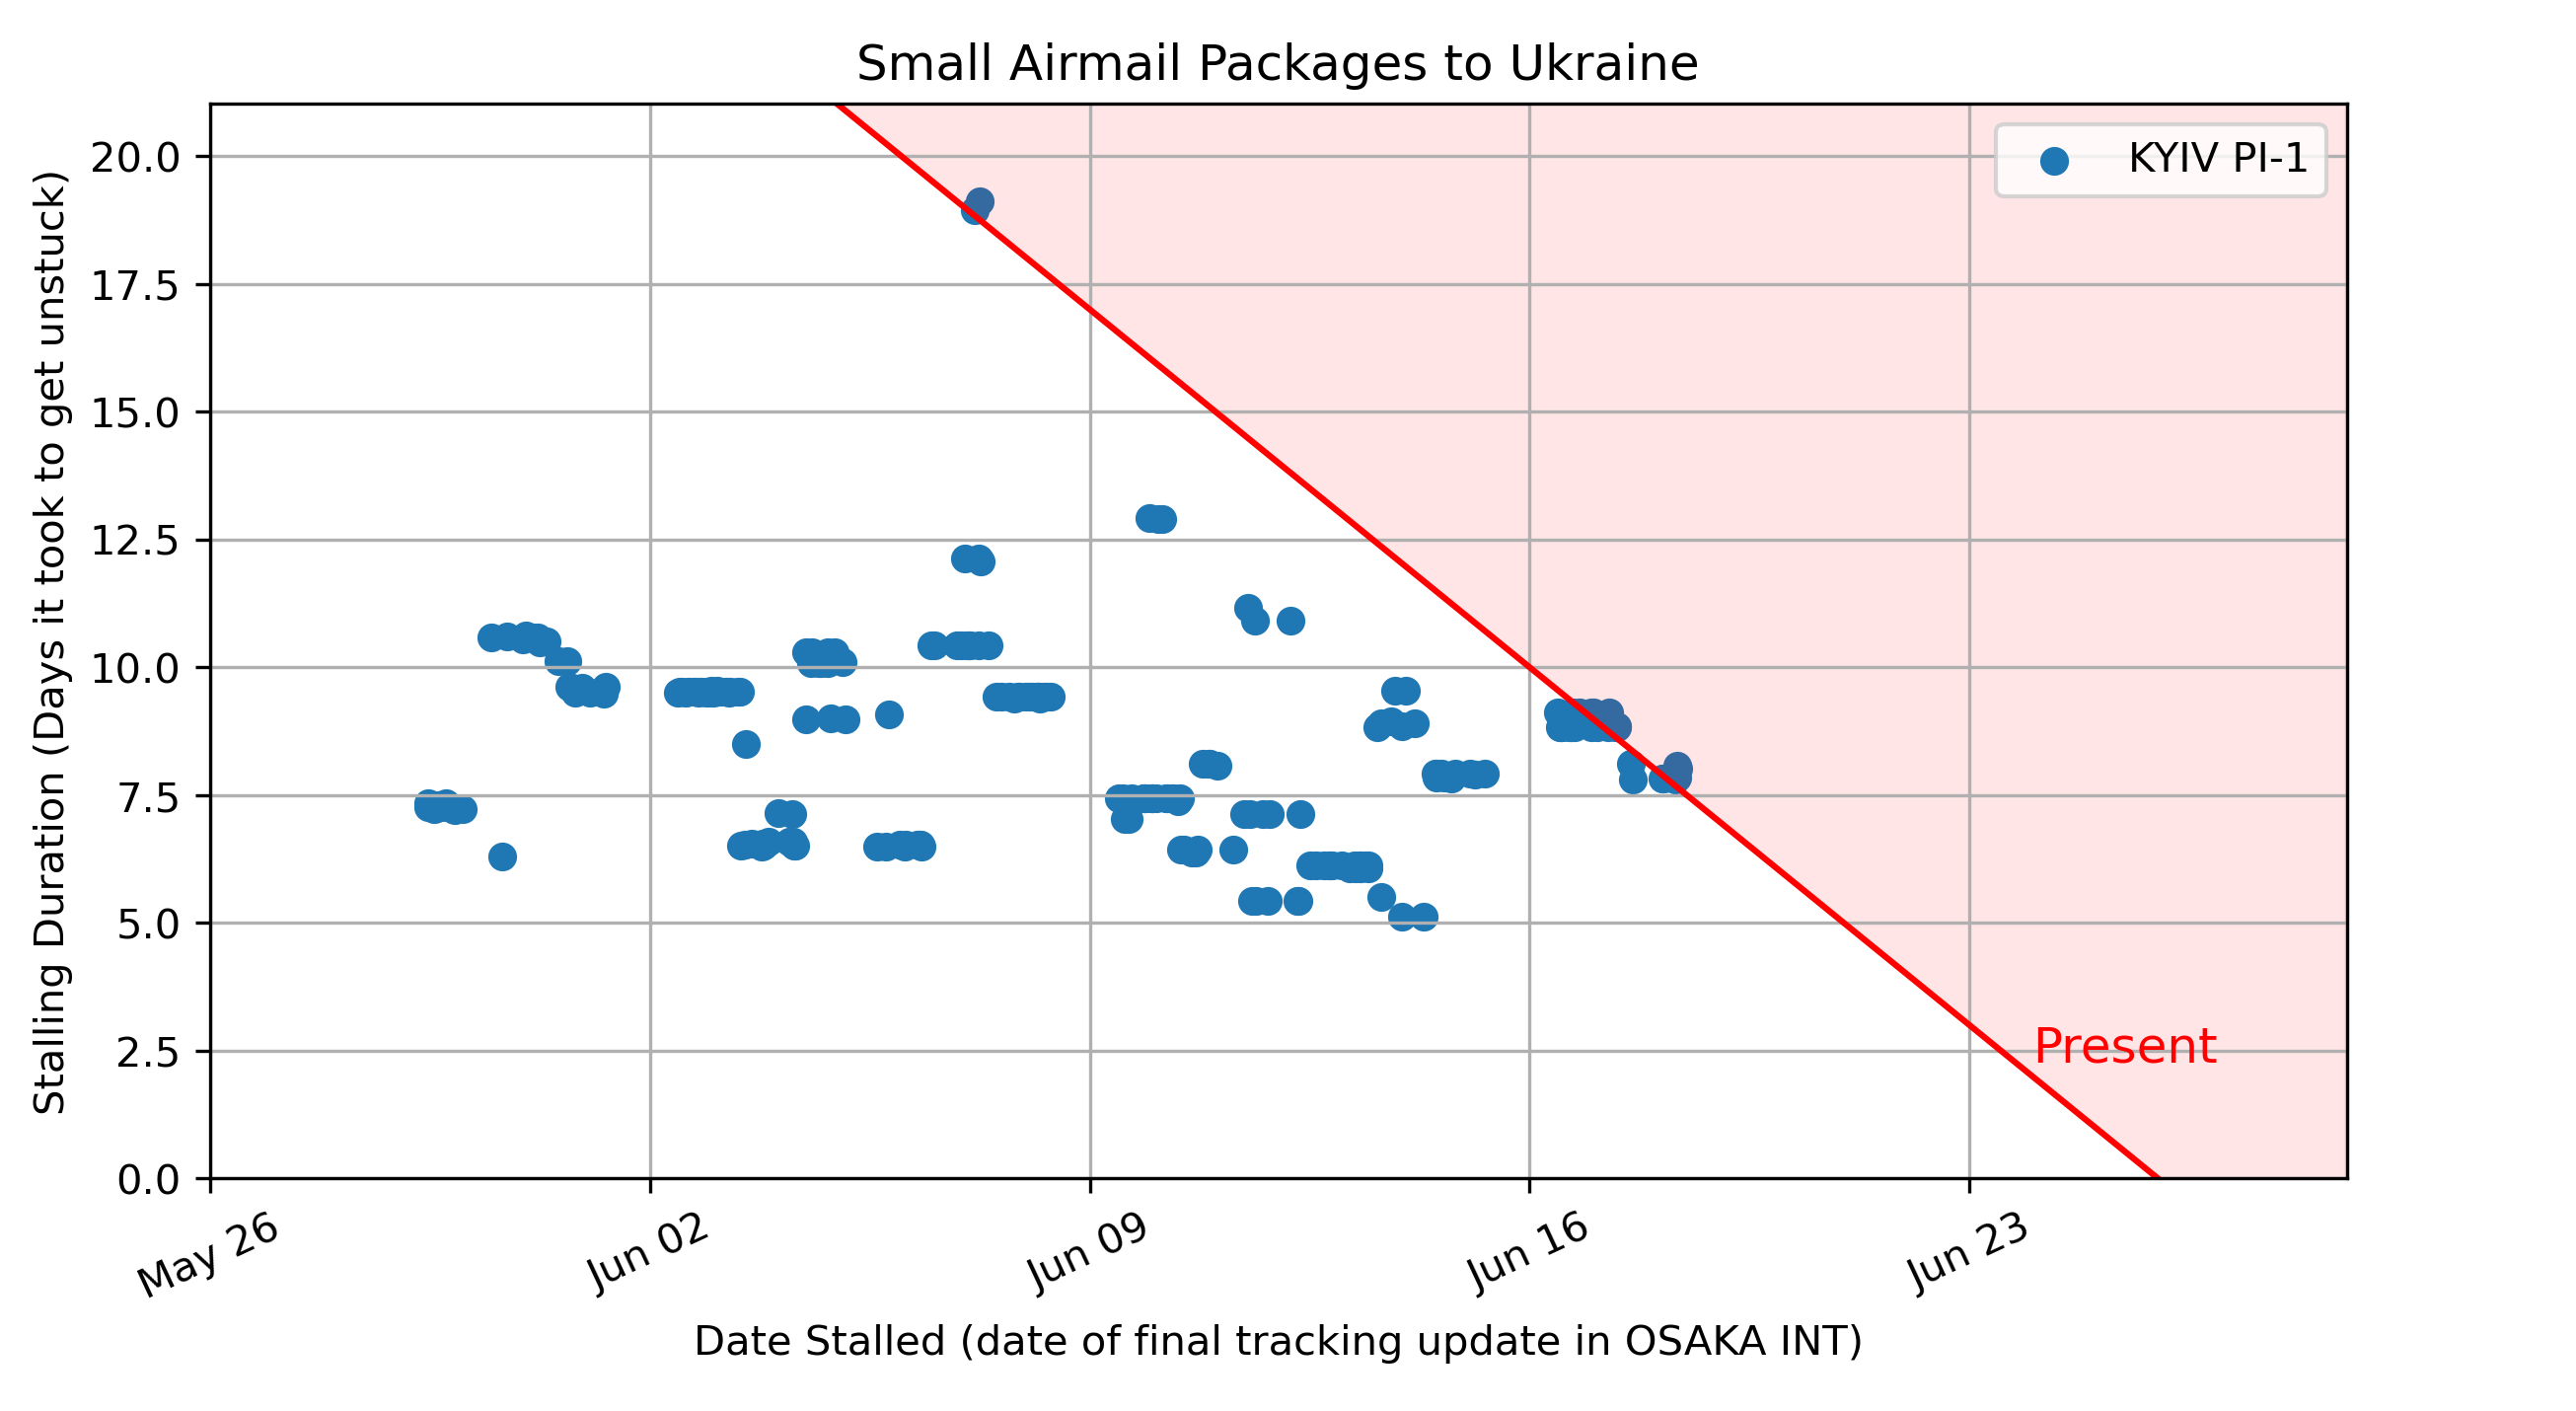 Small Airmail Packages to Ukraine
KYIV PI-1
Stalling Duration (Days it took to get unstuck)
20.0
17.5
15.0
12.5
10.0
7.5
5.0
2.5
0.0
Present
May 26
Jun 02
Jun 09
Jun 16
Jun 23
Date Stalled (date of final tracking update in OSAKA INT)